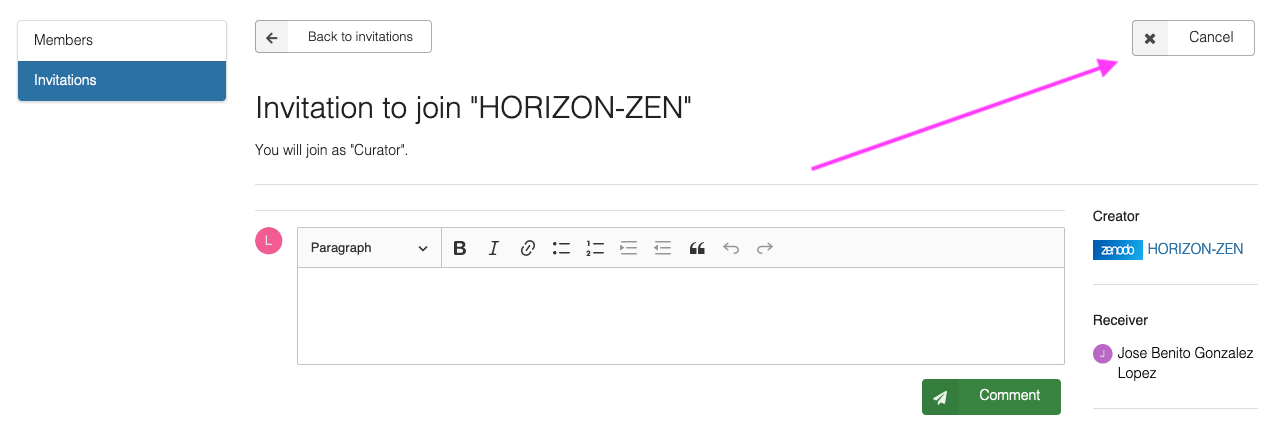 Members
Invitations
Back to invitations
Cancel
Invitation to join "HORIZON-ZEN"
You will join as "Curator".
L
Paragraph
B I
Comment
Creator
zenodo HORIZON-ZEN
Receiver
J Jose Benito Gonzalez
Lopez